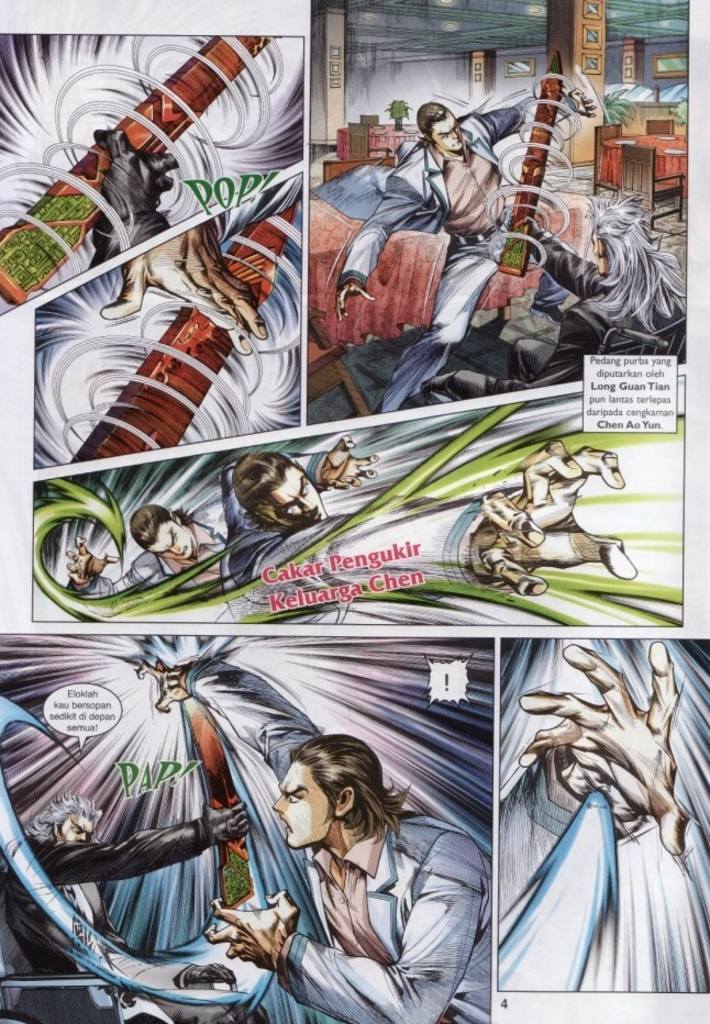 POP!
Pedang purba yang
diputarkan oleh
Long Guan Tian
pun lantas terlepas
daripada cengkaman
Chen Ao Yun.
Cakar Pengukir
Keluarga Chen
Eloklah
kau bersopan
sedikit di depan
semua!
!
PAP!
4